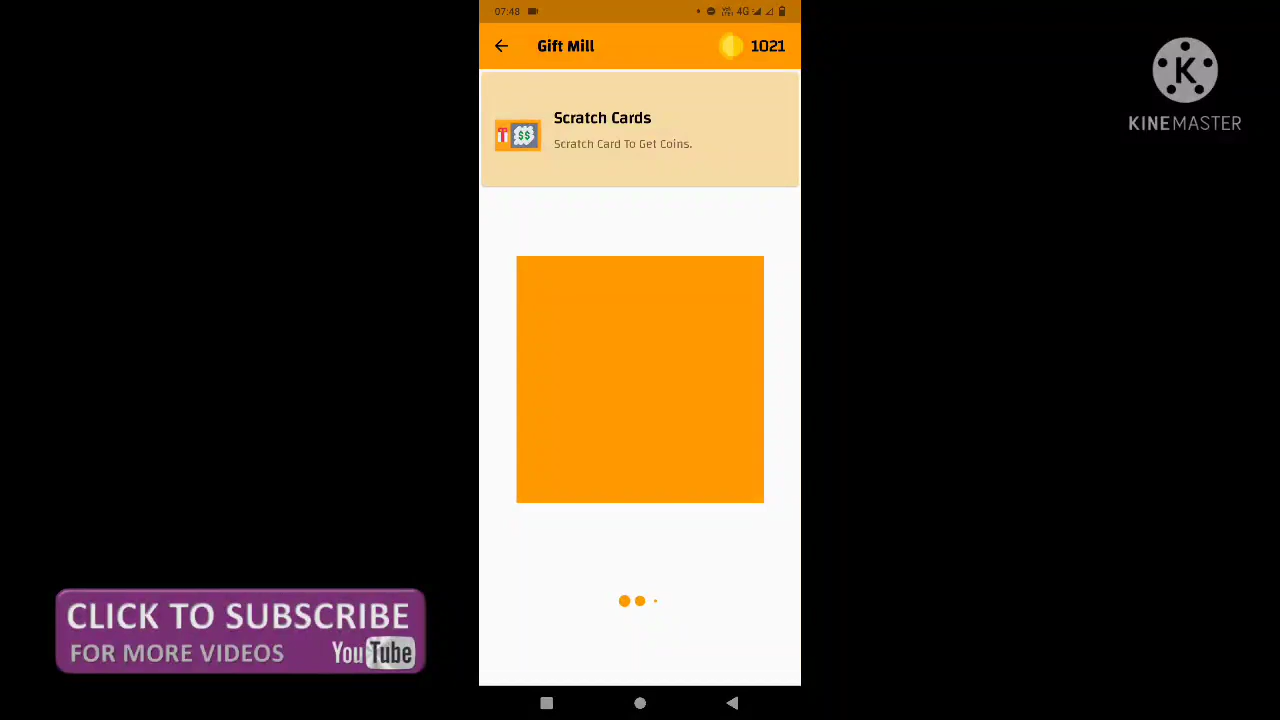 07:48
4G
Gift Mill
1021
Scratch Cards
$$
Scratch Card To Get Coins.
K
KINEMASTER
CLICK TO SUBSCRIBE
FOR MORE VIDEOS
YouTube